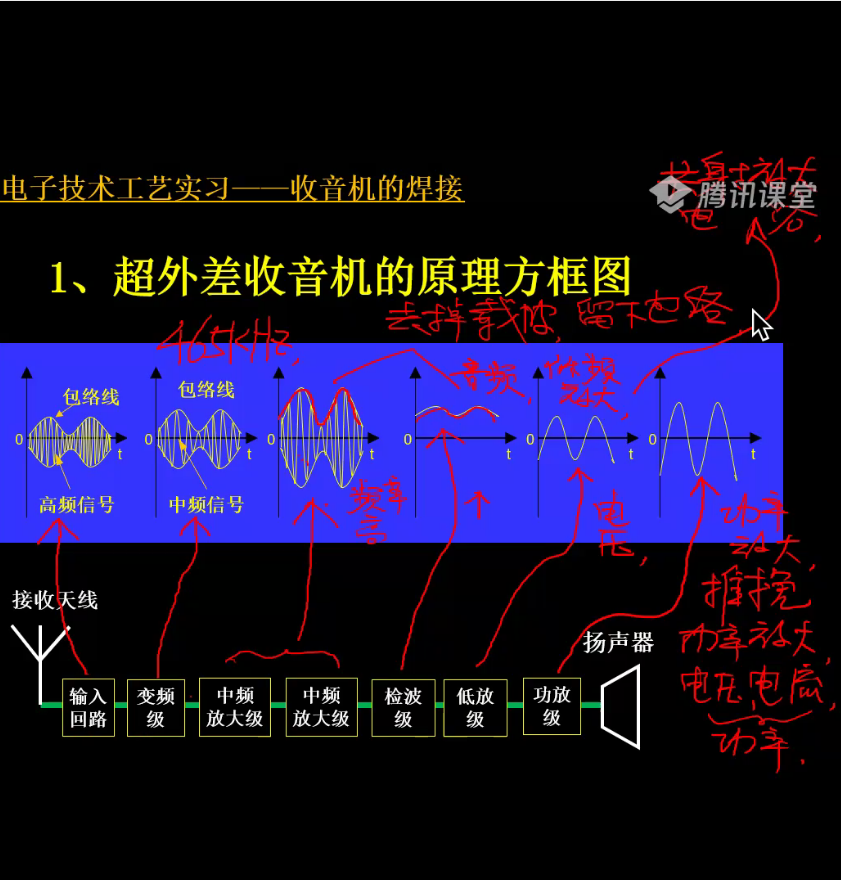 电子技术工艺实习——收音机的焊接
共射放大
电路,
腾讯课堂
1、超外差收音机的原理方框图
去掉载波,留下包络,
465KHz,
包络线
包络线
音频,
低频
放大,
0
t
0
t
0
t
0
t
0
t
0
t
高频信号
中频信号
频率
高
电
压,
功率
放大,
推挽
功率放大,
电压,电流,
功率.
接收天线
扬声器
输入
回路
变频
级
中频
放大级
中频
放大级
检波
级
低放
级
功放
级